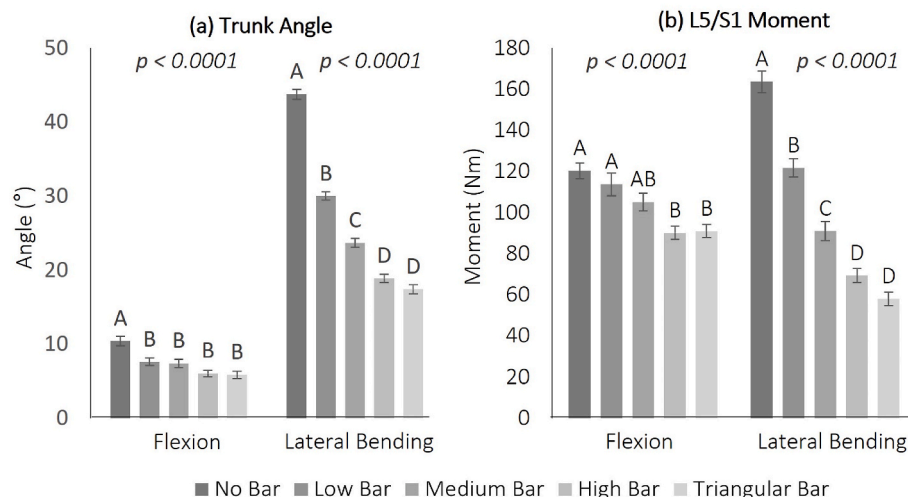 (a) Trunk Angle
p < 0.0001 p < 0.0001
Angle (°)
50
40
30
20
10
0
A B B B B
A B C D D
Flexion Lateral Bending
(b) L5/S1 Moment
p < 0.0001 p < 0.0001
Moment (Nm)
180
160
140
120
100
80
60
40
20
0
A A AB B B
A B C D D
Flexion Lateral Bending
No Bar Low Bar Medium Bar High Bar Triangular Bar